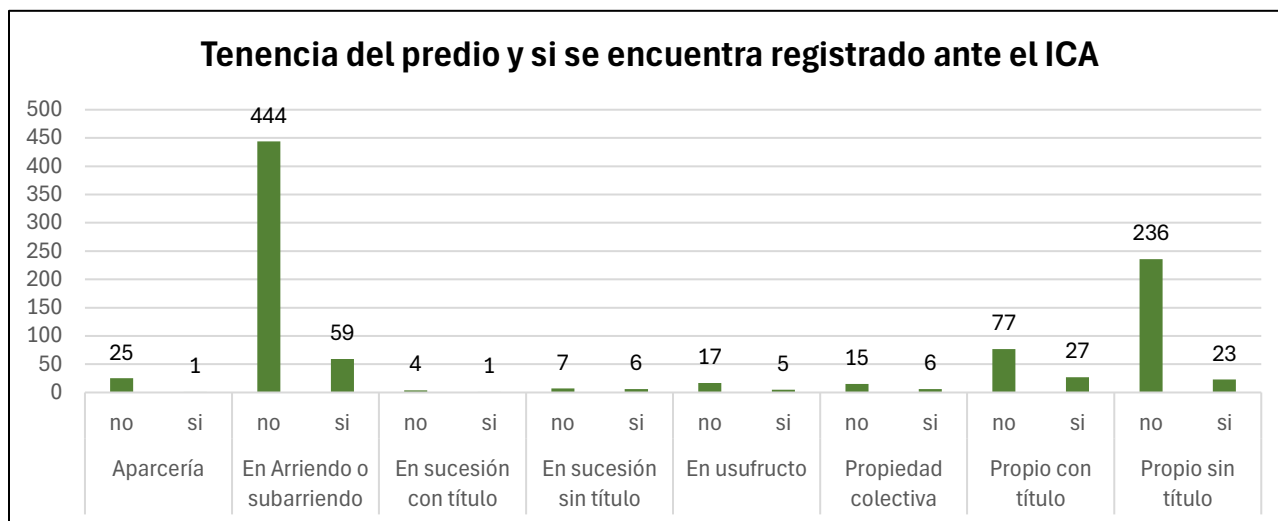 Tenencia del predio y si se encuentra registrado ante el ICA
500
450
400
350
300
250
200
150
100
50
0
25
1
444
59
4
1
7
6
17
5
15
6
77
27
236
23
no si no si no si no si no si no si no si no si
Aparcería
En Arriendo o
subarriendo
En sucesión
con título
En sucesión
sin título
En usufructo
Propiedad
colectiva
Propio con
título
Propio sin
título